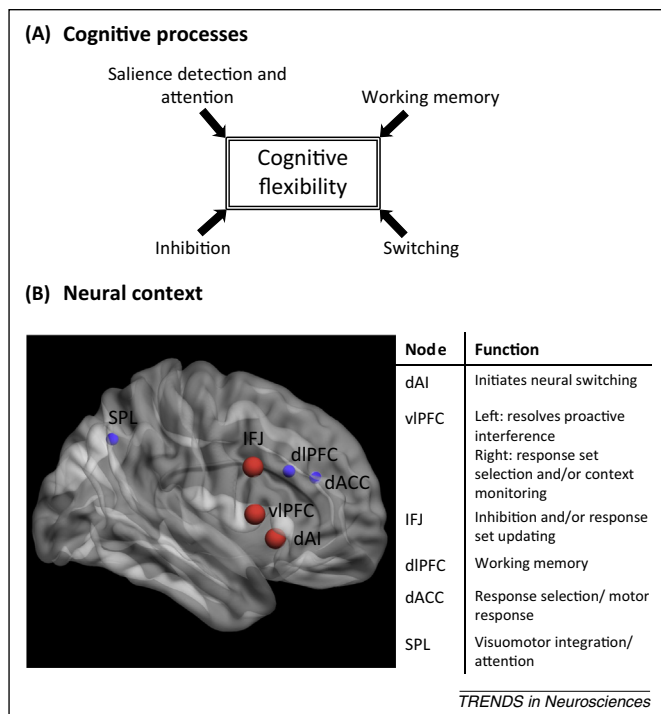 (A) Cognitive processes
Salience detection and
attention
Working memory
Cognitive
flexibility
Inhibition
Switching
(B) Neural context
SPL
IFJ
dlPFC
dACC
vlPFC
dAI
Node Function
dAI Initiates neural switching
vlPFC Left: resolves proactive
interference
Right: response set
selection and/or context
monitoring
IFJ Inhibition and/or response
set updating
dlPFC Working memory
dACC Response selection/ motor
response
SPL Visuomotor integration/
attention
TRENDS in Neurosciences